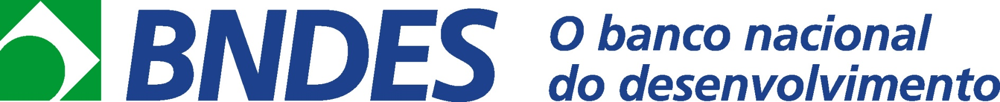 BNDES
O banco nacional
do desenvolvimento